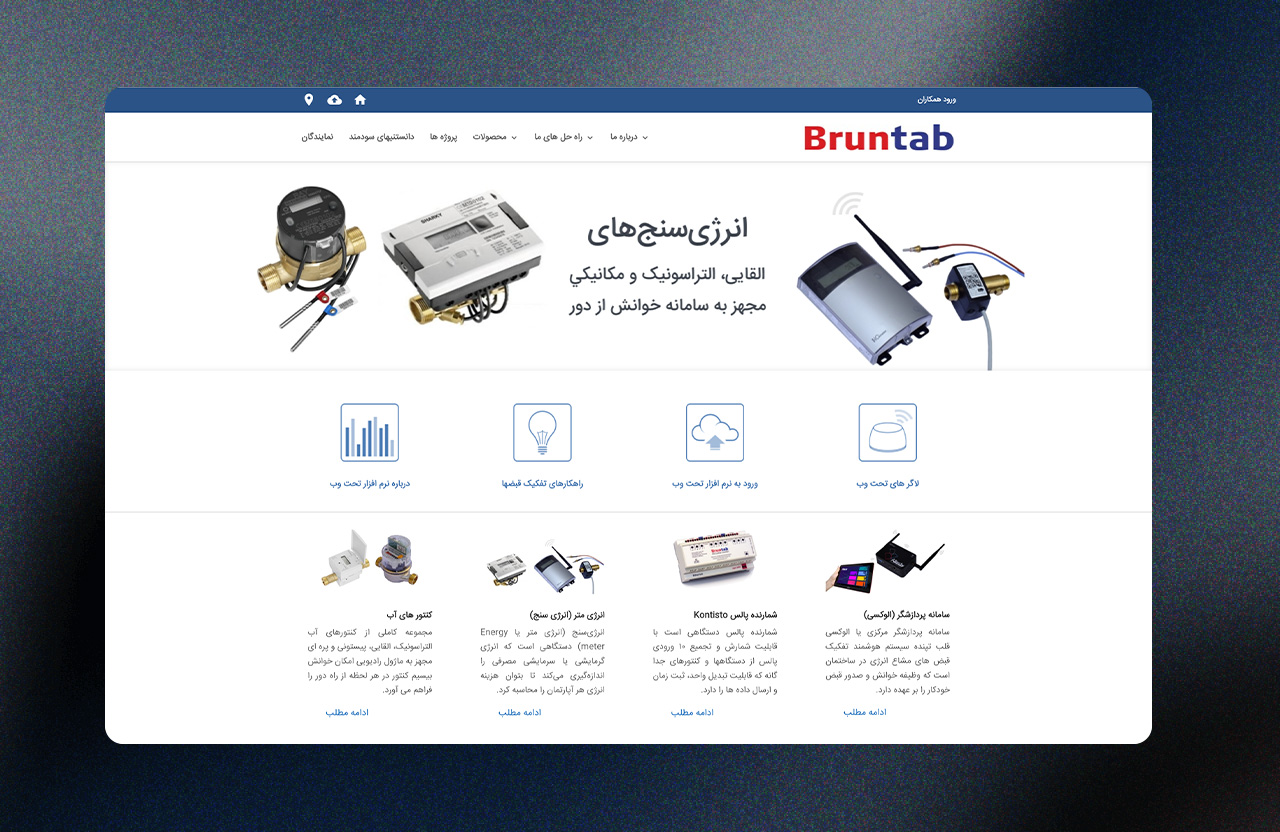 ورود همکاران
Bruntab
درباره ما
راه حل های ما
محصولات
پروژه ها
دانستنیهای سودمند
نمایندگان
انرژی‌سنج‌های
القایی، التراسونیک و مکانیکي
مجهز به سامانه خوانش از دور
SHARKY
لاگر های تحت وب
ورود به نرم افزار تحت وب
راهکارهای تفکیک قبضها
درباره نرم افزار تحت وب
Bruntab
سامانه پردازشگر (الوکسی)
سامانه پردازشگر مرکزی یا الوکسی
قلب تپنده سیستم هوشمند تفکیک
قبض های مشاع انرژی در ساختمان
است که وظیفه خوانش و صدور قبض
خودکار را بر عهده دارد.
ادامه مطلب
شمارنده پالس Kontisto
شمارنده پالس دستگاهی است با
قابلیت شمارش و تجمیع ۱۰ ورودی
پالس از دستگاهها و کنتورهای جدا
گانه که قابلیت تبدیل واحد، ثبت زمان
و ارسال داده ها را دارد.
ادامه مطلب
انرژی متر (انرژی سنج)
انرژی‌سنج (انرژی متر یا Energy
meter) دستگاهی است که انرژی
گرمایشی یا سرمایشی مصرفی را
اندازه‌گیری می‌کند تا بتوان هزینه
انرژی هر آپارتمان را محاسبه کرد.
ادامه مطلب
کنتور های آب
مجموعه کاملی از کنتورهای آب
التراسونیک، القایی، پیستونی و پره ای
مجهز به ماژول رادیویی امکان خوانش
بیسیم کنتور در هر لحظه از راه دور را
فراهم می آورد.
ادامه مطلب